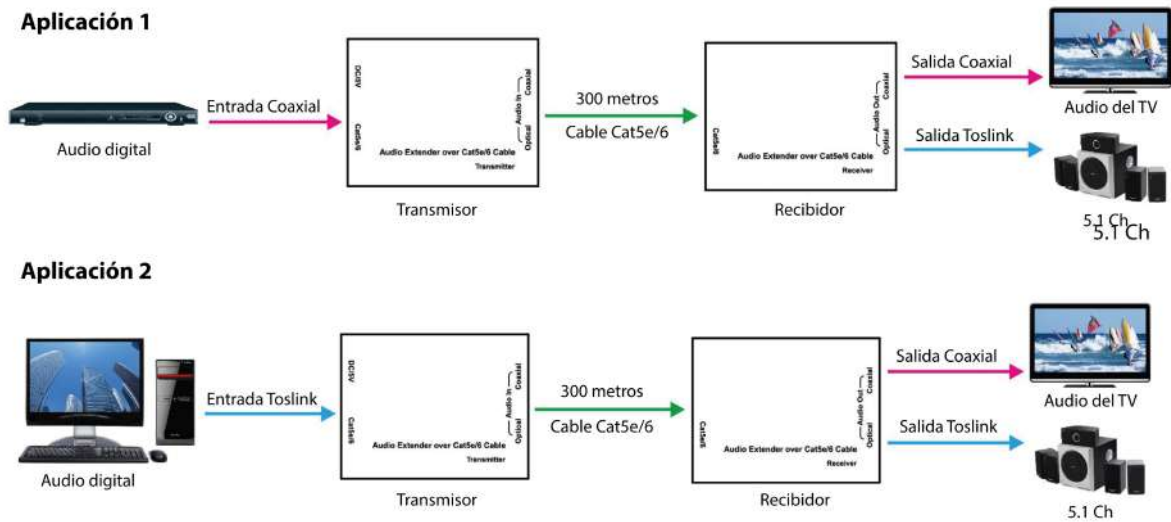 Aplicación 1
Audio digital
Entrada Coaxial
DC/5V
Cat5e/6
Audio In
Coaxial
Optical
Audio Extender over Cat5e/6 Cable
Transmitter
Transmisor
300 metros
Cable Cat5e/6
Cat5e/6
Audio Out
Coaxial
Optical
Audio Extender over Cat5e/6 Cable
Receiver
Recibidor
Salida Coaxial
Audio del TV
Salida Toslink
5.1 Ch
5.1 Ch
Aplicación 2
Audio digital
Entrada Toslink
DC/5V
Cat5e/6
Audio In
Coaxial
Optical
Audio Extender over Cat5e/6 Cable
Transmitter
Transmisor
300 metros
Cable Cat5e/6
Cat5e/6
Audio Out
Coaxial
Optical
Audio Extender over Cat5e/6 Cable
Receiver
Recibidor
Salida Coaxial
Audio del TV
Salida Toslink
5.1 Ch